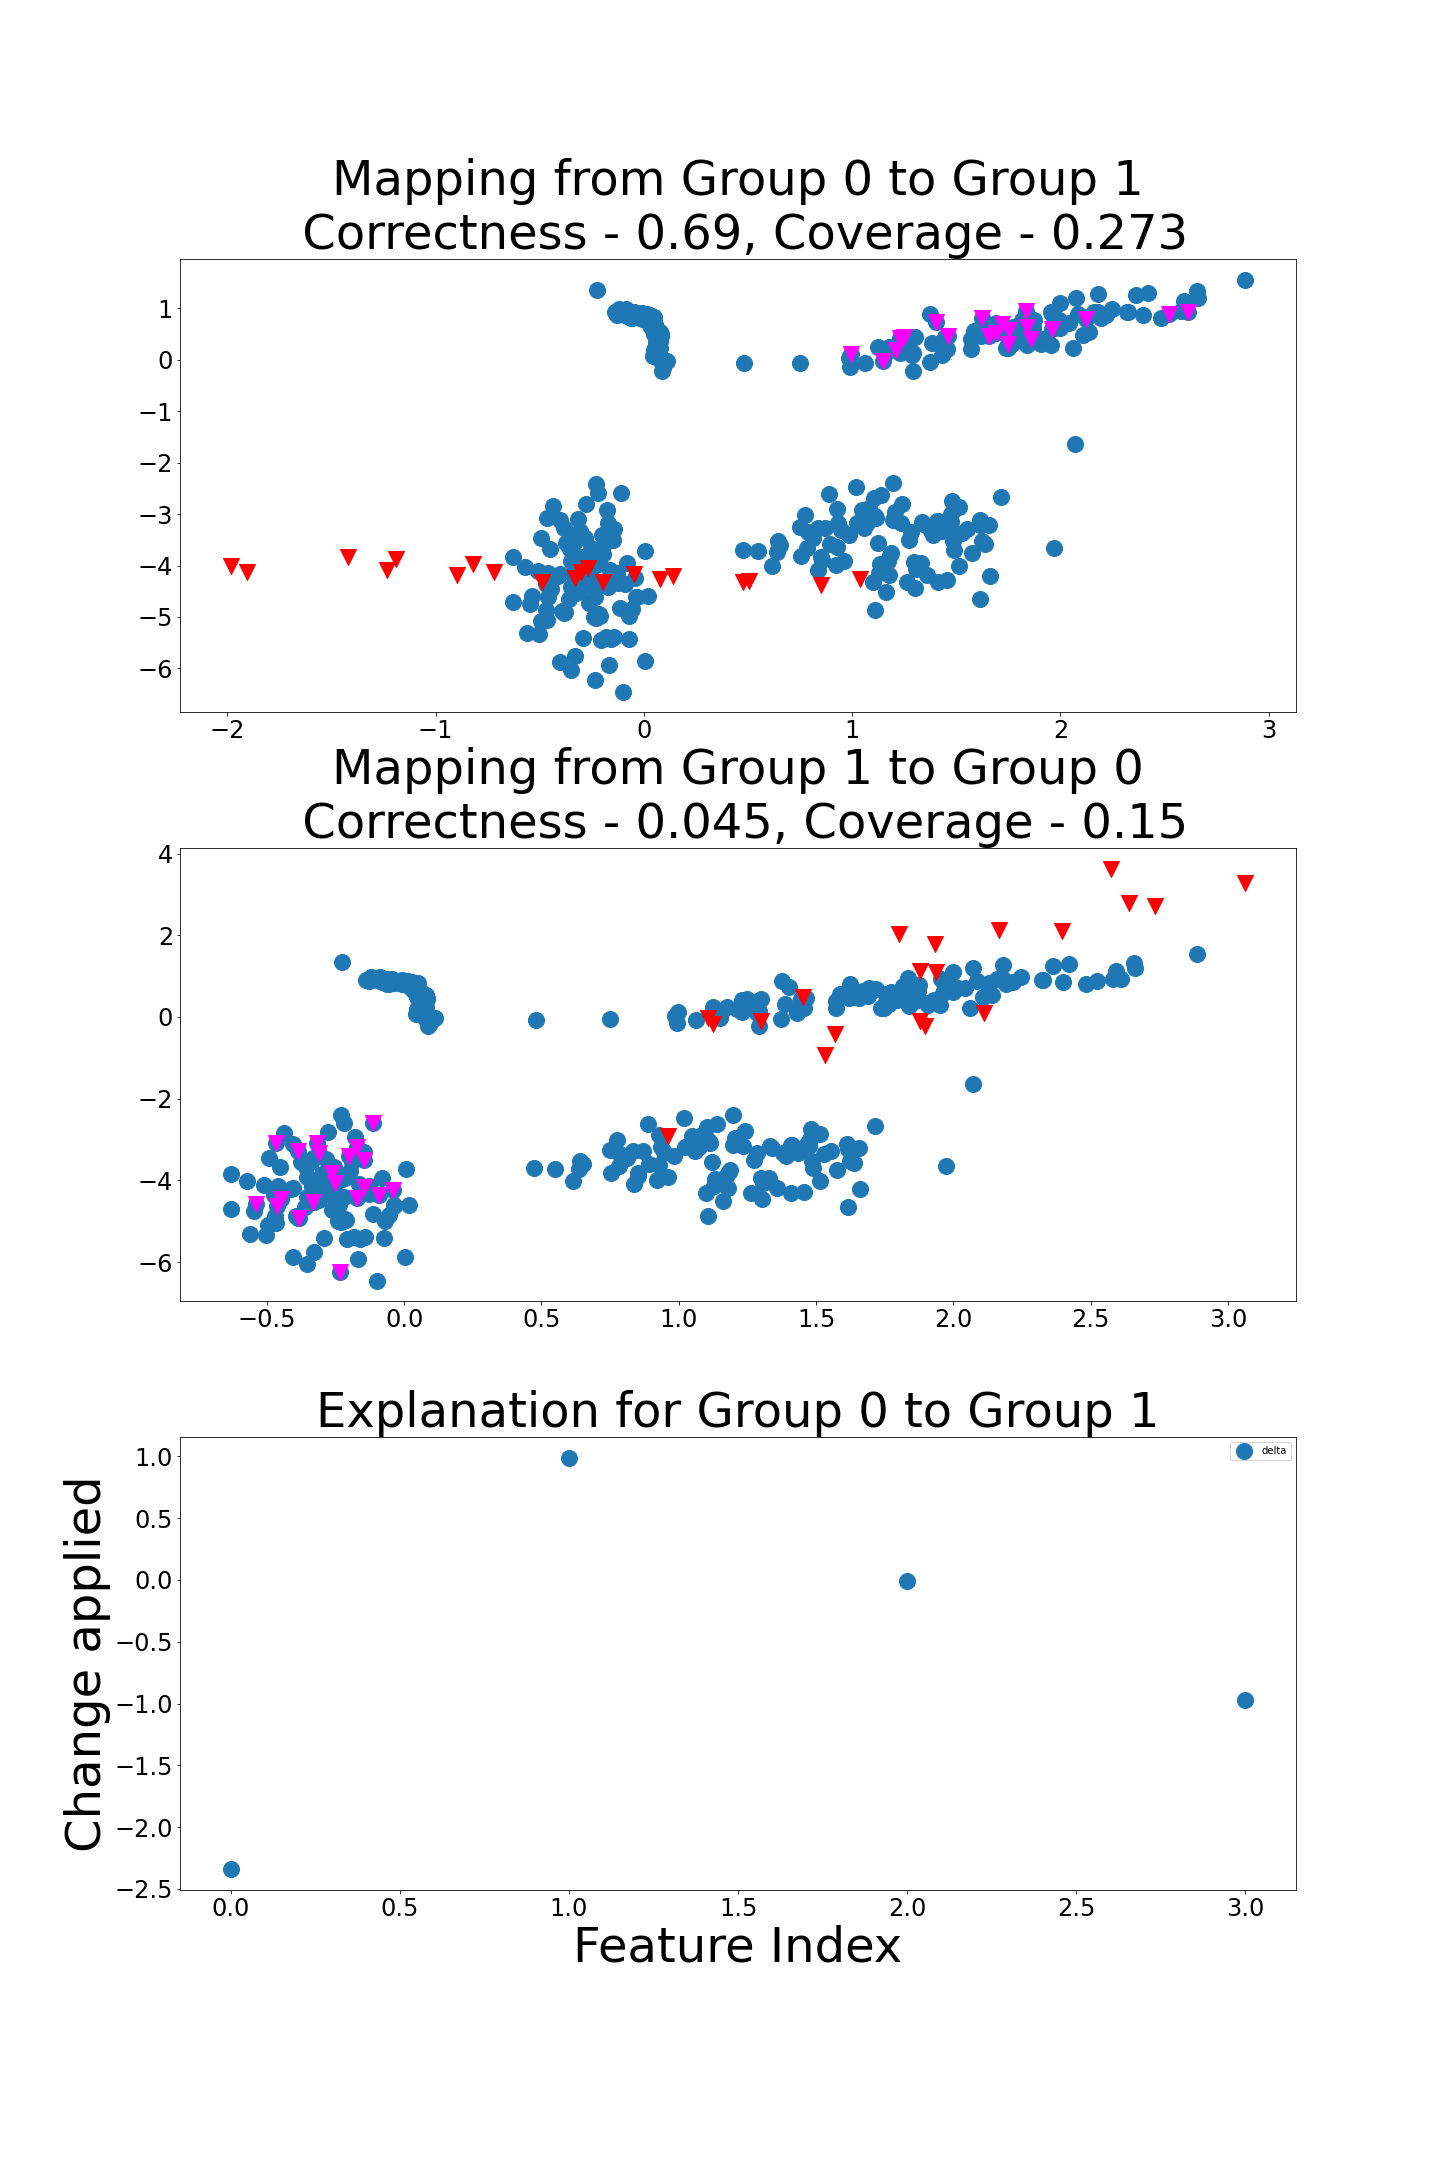 Mapping from Group 0 to Group 1
Correctness - 0.69, Coverage - 0.273
1
0
−1
−2
−3
−4
−5
−6
−2 −1 0 1 2 3
Mapping from Group 1 to Group 0
Correctness - 0.045, Coverage - 0.15
4
2
0
−2
−4
−6
−0.5 0.0 0.5 1.0 1.5 2.0 2.5 3.0
Explanation for Group 0 to Group 1
delta
Change applied
1.0
0.5
0.0
−0.5
−1.0
−1.5
−2.0
−2.5
0.0 0.5 1.0 1.5 2.0 2.5 3.0
Feature Index